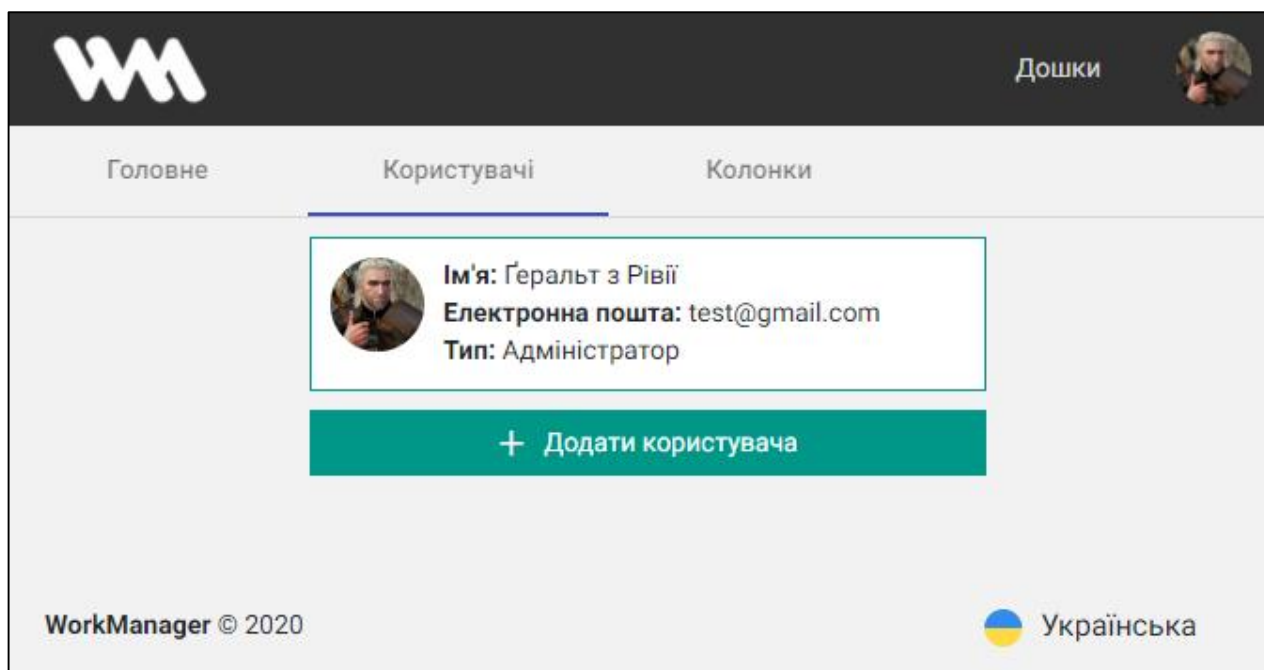 WM
Дошки
Головне Користувачі Колонки
Ім'я: Ґеральт з Рівії
Електронна пошта: test@gmail.com
Тип: Адміністратор
+ Додати користувача
WorkManager © 2020
Українська